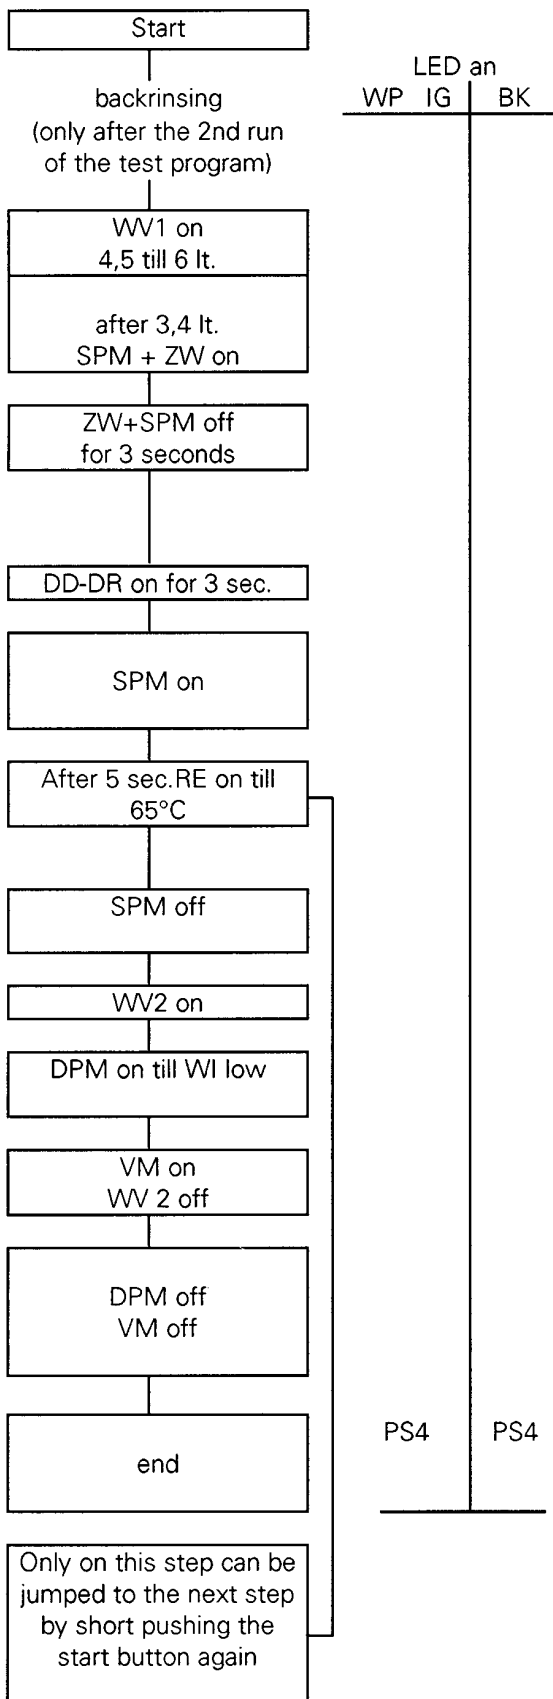 Start
backrinsing
(only after the 2nd run
of the test program)
WV1 on
4,5 till 6 lt.
after 3,4 lt.
SPM + ZW on
ZW+SPM off
for 3 seconds
DD-DR on for 3 sec.
SPM on
After 5 sec.RE on till
65°C
SPM off
WV2 on
DPM on till WI low
VM on
WV 2 off
DPM off
VM off
end
Only on this step can be
jumped to the next step
by short pushing the
start button again
LED an
WP IG BK
PS4 PS4